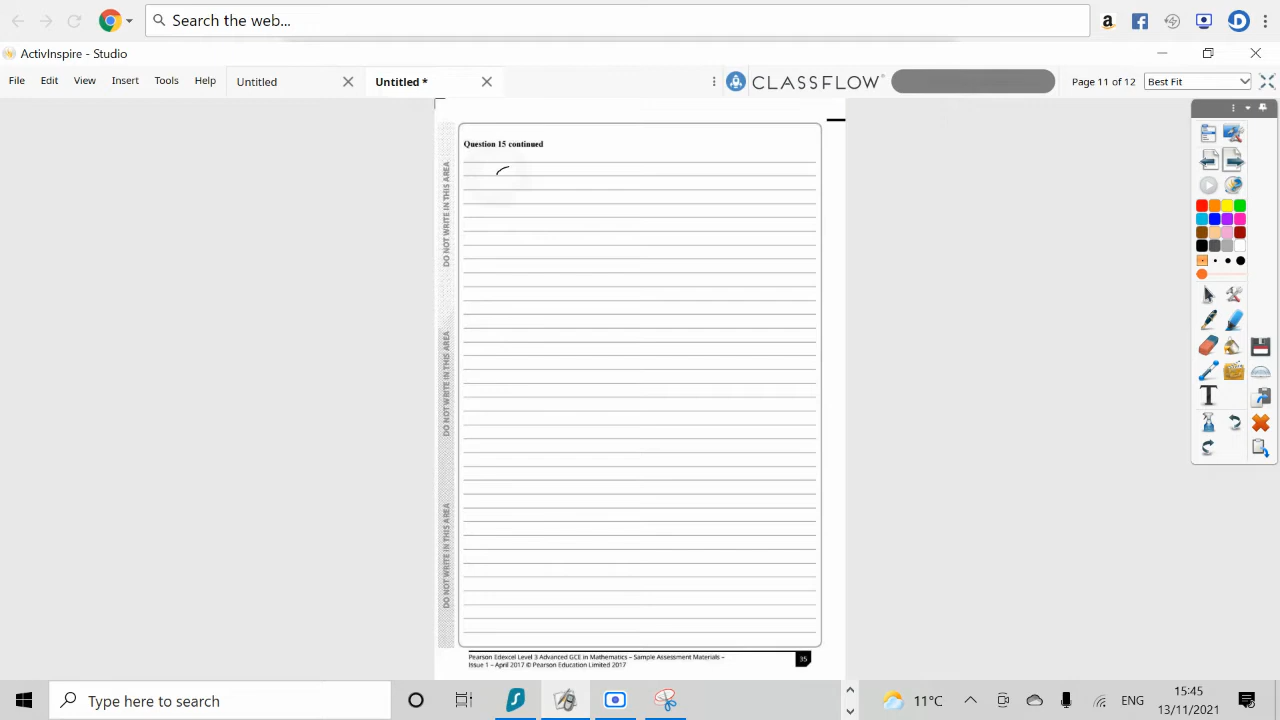 Search the web...
ActivInspire - Studio
File Edit View Insert Tools Help Untitled Untitled * CLASSFLOW Page 11 of 12 Best Fit
Question 15 continued
DO NOT WRITE IN THIS AREA
DO NOT WRITE IN THIS AREA
DO NOT WRITE IN THIS AREA
Pearson Edexcel Level 3 Advanced GCE in Mathematics – Sample Assessment Materials –
Issue 1 – April 2017 © Pearson Education Limited 2017
35
Type here to search
11°C
ENG
15:45
13/11/2021